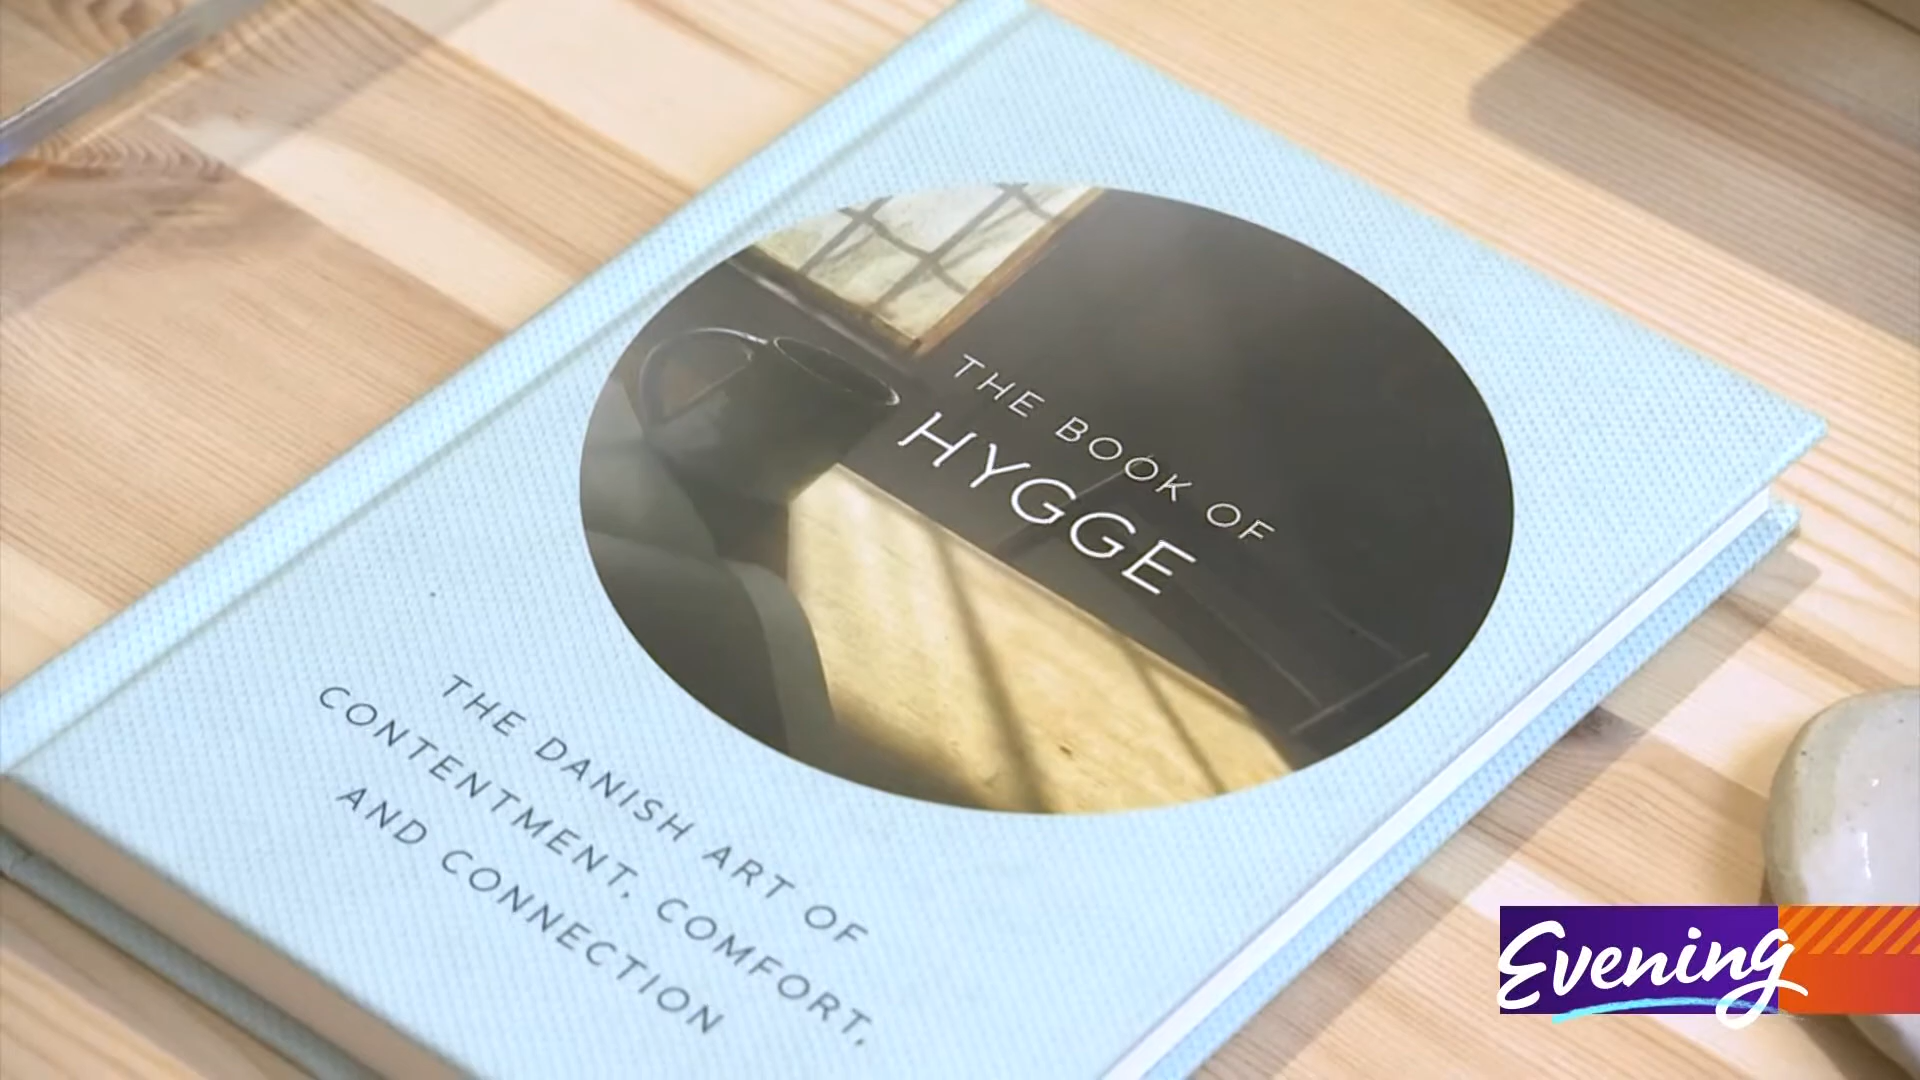 THE BOOK OF
HYGGE
THE DANISH ART OF
CONTENTMENT, COMFORT,
AND CONNECTION
Evening